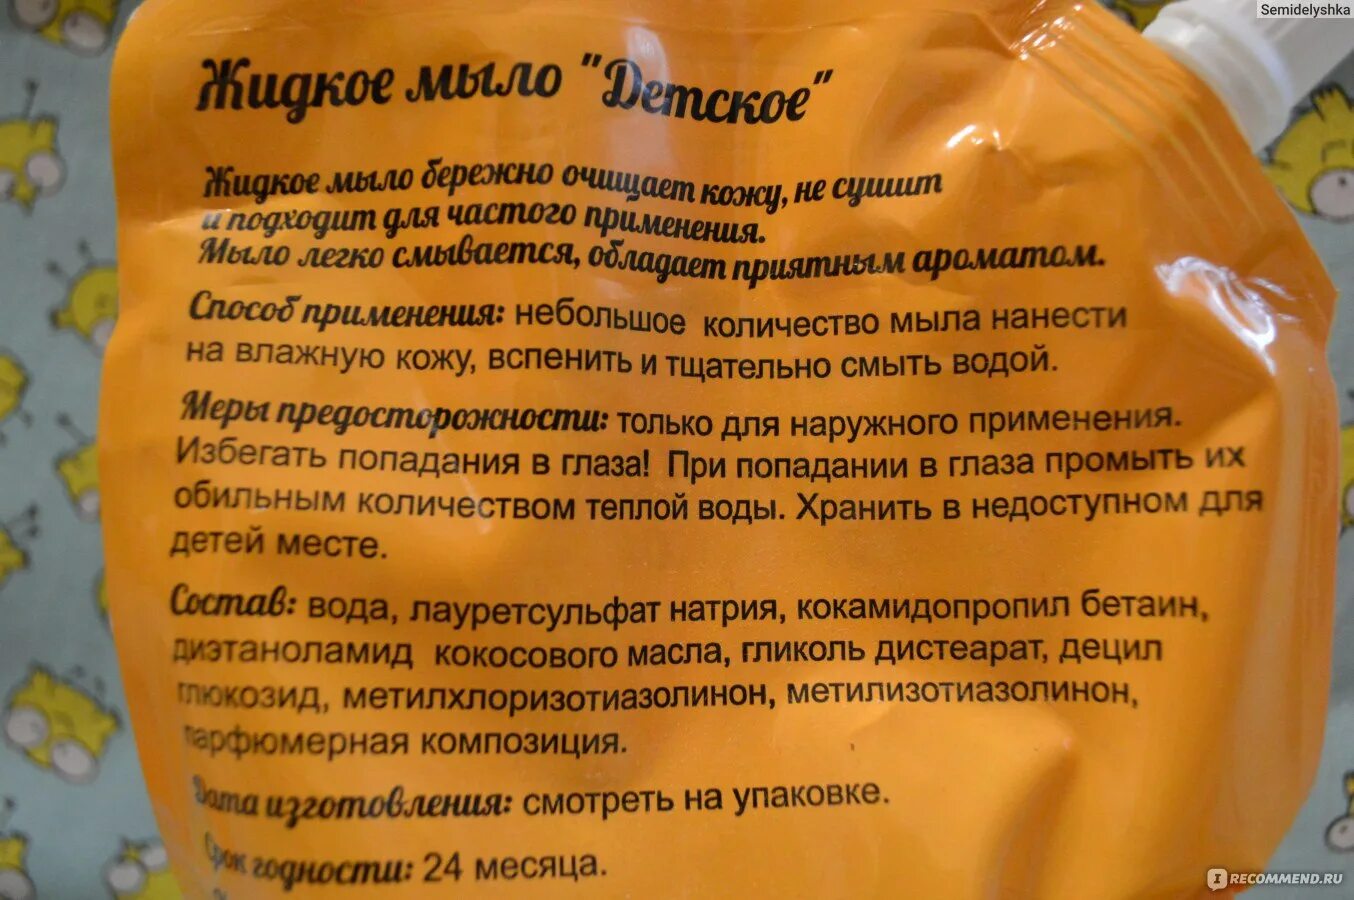 Semidelyshka
Жидкое мыло "Детское"
Жидкое мыло бережно очищает кожу, не сушит
и подходит для частого применения.
Мыло легко смывается, обладает приятным ароматом.
Способ применения: небольшое количество мыла нанести
на влажную кожу, вспенить и тщательно смыть водой.
Меры предосторожности: только для наружного применения.
Избегать попадания в глаза! При попадании в глаза промыть их
обильным количеством теплой воды. Хранить в недоступном для
детей месте.
Состав: вода, лауретсульфат натрия, кокамидопропил бетаин,
диэтаноламид кокосового масла, гликоль дистеарат, децил
глюкозид, метилхлоризотиазолинон, метилизотиазолинон,
парфюмерная композиция.
Дата изготовления: смотреть на упаковке.
Срок годности: 24 месяца.
IRECOMMEND.RU